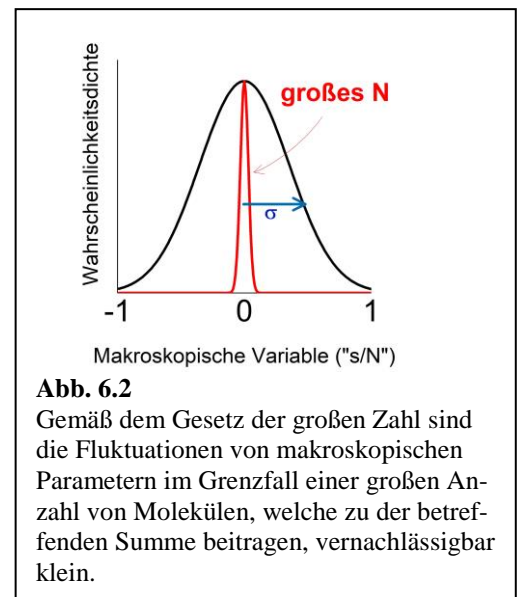 Wahrscheinlichkeitsdichte
großes N
σ
-1 0 1
Makroskopische Variable ("s/N")
Abb. 6.2
Gemäß dem Gesetz der großen Zahl sind
die Fluktuationen von makroskopischen
Parametern im Grenzfall einer großen An-
zahl von Molekülen, welche zu der betref-
fenden Summe beitragen, vernachlässigbar
klein.